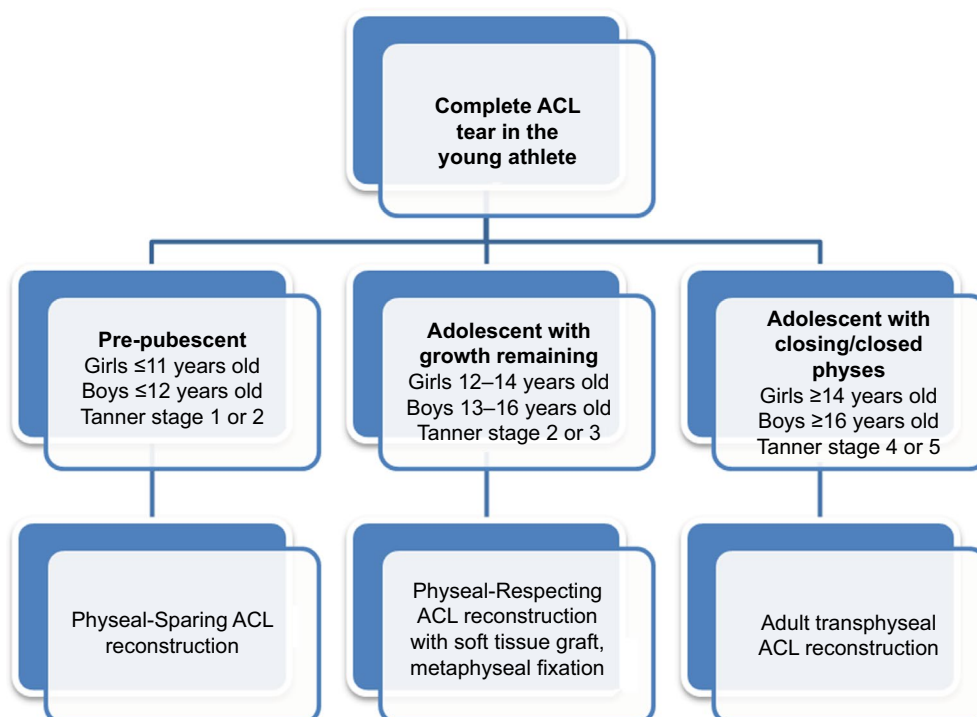 Complete ACL
tear in the
young athlete
Pre-pubescent
Girls ≤11 years old
Boys ≤12 years old
Tanner stage 1 or 2
Adolescent with
growth remaining
Girls 12–14 years old
Boys 13–16 years old
Tanner stage 2 or 3
Adolescent with
closing/closed
physes
Girls ≥14 years old
Boys ≥16 years old
Tanner stage 4 or 5
Physeal-Sparing ACL
reconstruction
Physeal-Respecting
ACL reconstruction
with soft tissue graft,
metaphyseal fixation
Adult transphyseal
ACL reconstruction